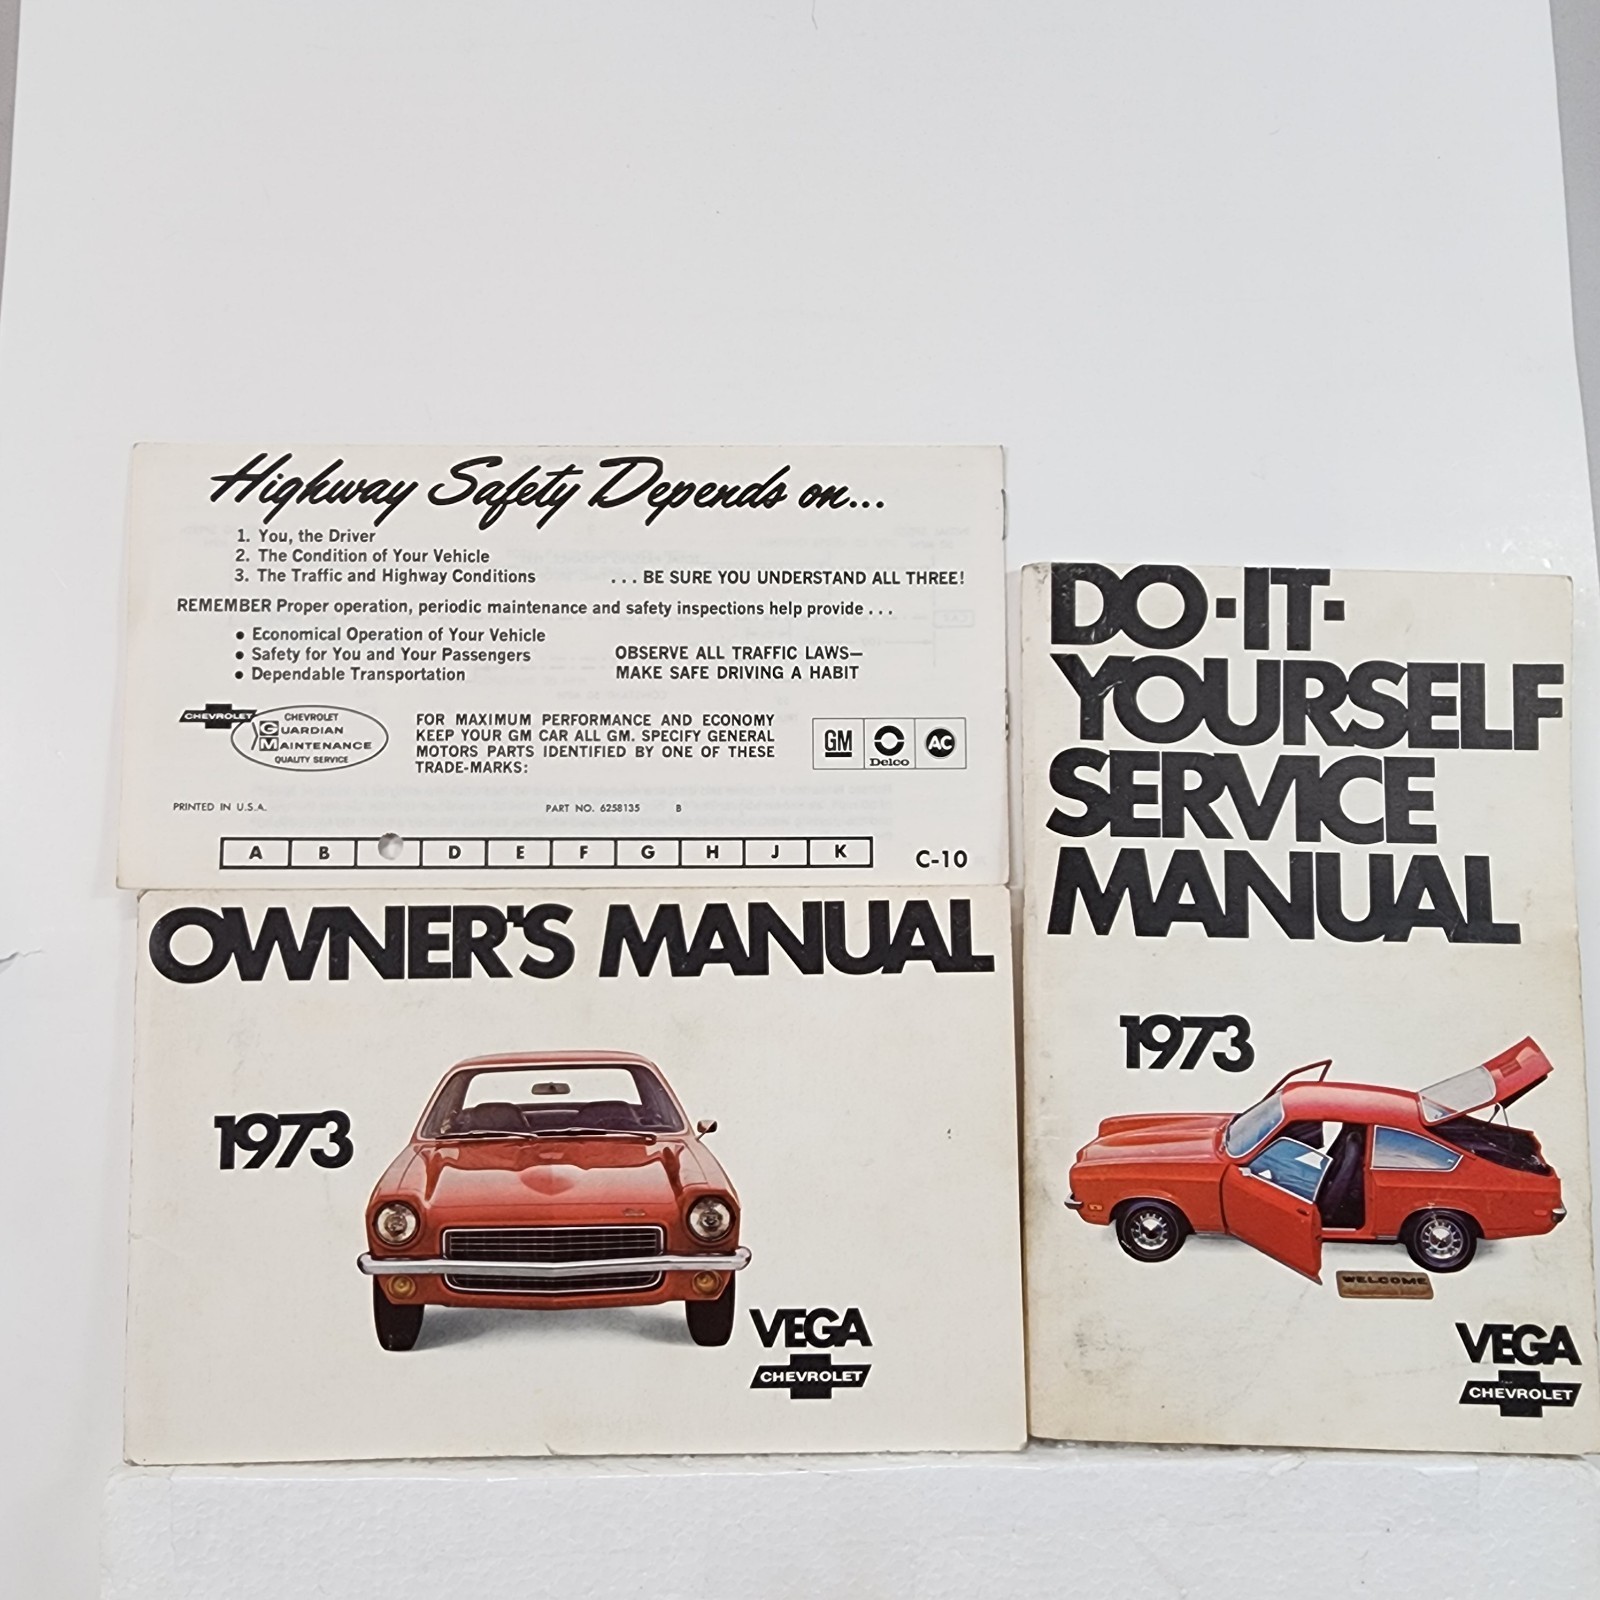 Highway Safety Depends on...
1. You, the Driver
2. The Condition of Your Vehicle
3. The Traffic and Highway Conditions ... BE SURE YOU UNDERSTAND ALL THREE!
REMEMBER Proper operation, periodic maintenance and safety inspections help provide . . .
• Economical Operation of Your Vehicle
• Safety for You and Your Passengers
• Dependable Transportation
OBSERVE ALL TRAFFIC LAWS—
MAKE SAFE DRIVING A HABIT
CHEVROLET
CHEVROLET
GUARDIAN
MAINTENANCE
QUALITY SERVICE
FOR MAXIMUM PERFORMANCE AND ECONOMY
KEEP YOUR GM CAR ALL GM. SPECIFY GENERAL
MOTORS PARTS IDENTIFIED BY ONE OF THESE
TRADE-MARKS:
GM
Delco
AC
PRINTED IN U.S.A. PART NO. 6258135 B
A B D E F G H J K
C-10
OWNER'S MANUAL
1973
VEGA
CHEVROLET
DO-IT-
YOURSELF
SERVICE
MANUAL
1973
WELCOME
VEGA
CHEVROLET